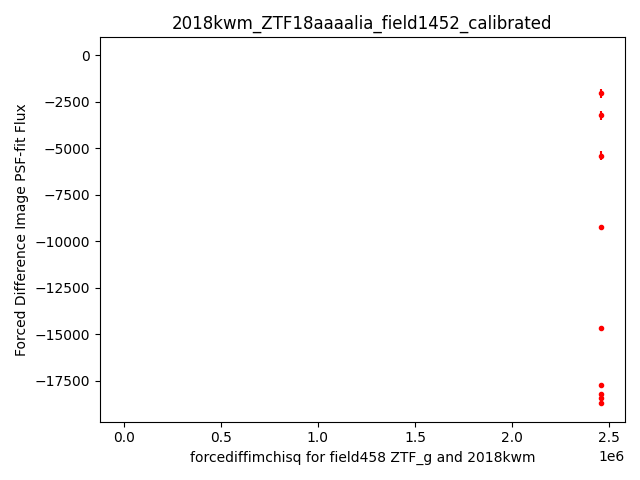 2018kwm_ZTF18aaaalia_field1452_calibrated
Forced Difference Image PSF-fit Flux
0
−2500
−5000
−7500
−10000
−12500
−15000
−17500
0.0 0.5 1.0 1.5 2.0 2.5
1e6
forcediffimchisq for field458 ZTF_g and 2018kwm